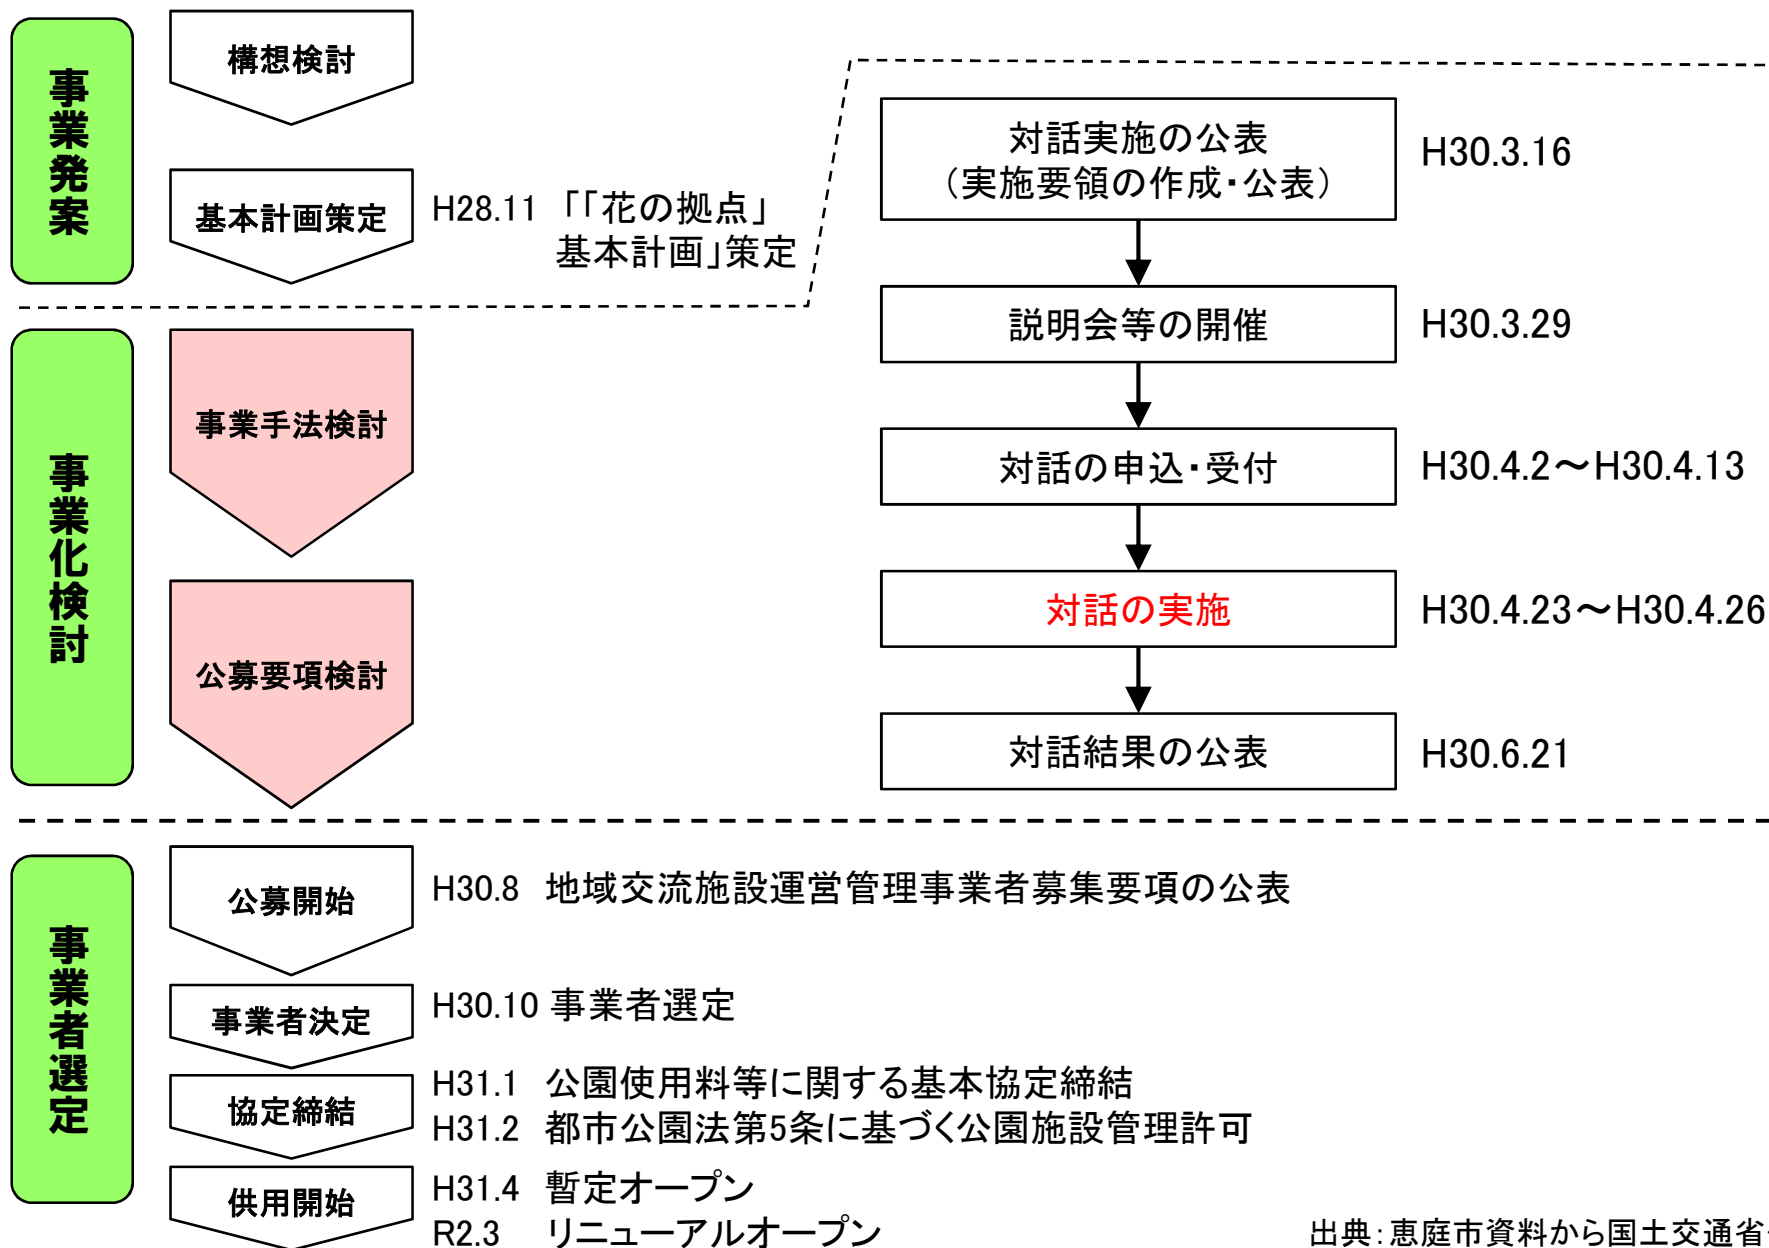 事業発案
構想検討
基本計画策定
H28.11 「「花の拠点」
基本計画」策定
事業化検討
事業手法検討
公募要項検討
対話実施の公表
（実施要領の作成・公表）
H30.3.16
説明会等の開催
H30.3.29
対話の申込・受付
H30.4.2～H30.4.13
対話の実施
H30.4.23～H30.4.26
対話結果の公表
H30.6.21
事業者選定
公募開始
H30.8 地域交流施設運営管理事業者募集要項の公表
事業者決定
H30.10 事業者選定
協定締結
H31.1 公園使用料等に関する基本協定締結
H31.2 都市公園法第5条に基づく公園施設管理許可
供用開始
H31.4 暫定オープン
R2.3 リニューアルオープン
出典：恵庭市資料から国土交通省